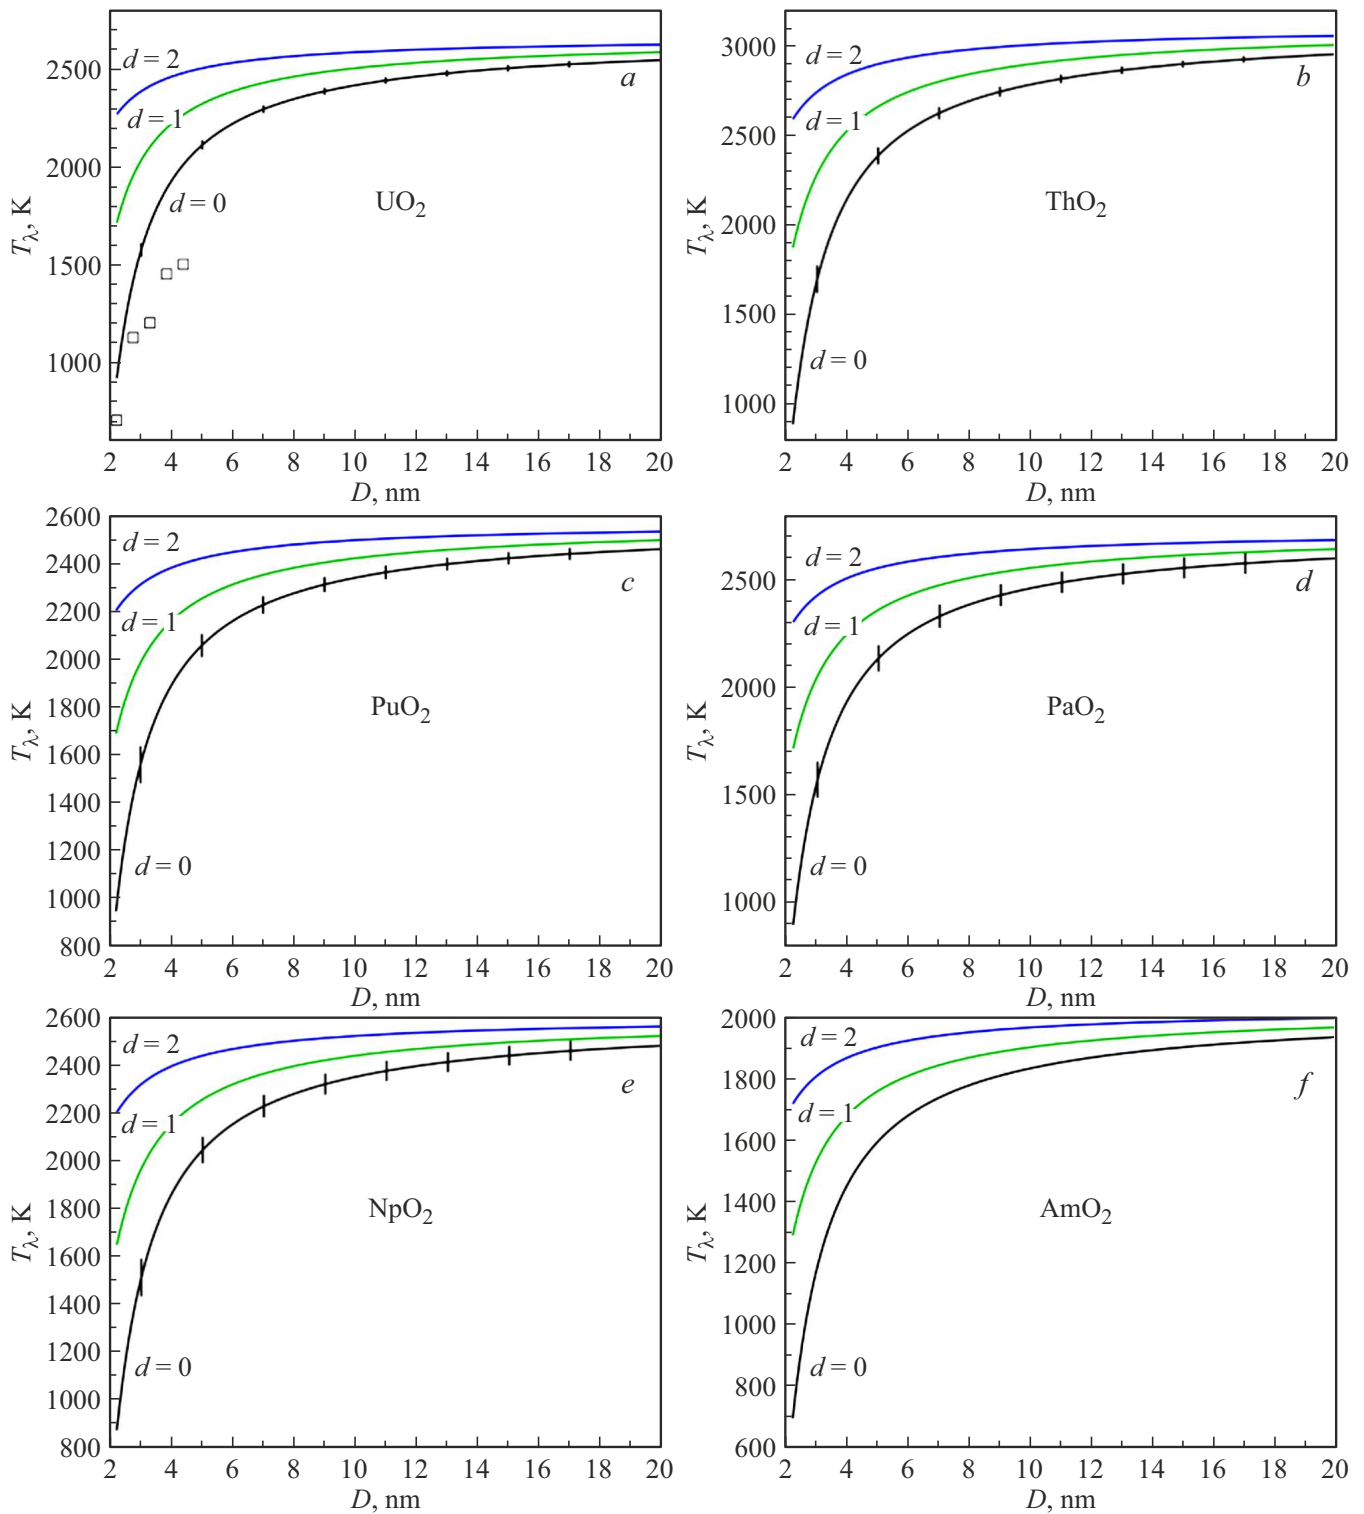 d = 2
2500
a
d = 1
2000
d = 0
UO₂
T_λ, K
1500
1000
2 4 6 8 10 12 14 16 18 20
D, nm
3000
d = 2
b
d = 1
2500
ThO₂
2000
T_λ, K
1500
d = 0
1000
2 4 6 8 10 12 14 16 18 20
D, nm
2600
d = 2
2400
c
2200
d = 1
2000
1800
PuO₂
T_λ, K
1600
1400
1200
d = 0
1000
800
2 4 6 8 10 12 14 16 18 20
D, nm
d = 2
2500
d
d = 1
2000
PaO₂
T_λ, K
1500
d = 0
1000
2 4 6 8 10 12 14 16 18 20
D, nm
2600
d = 2
2400
e
2200
d = 1
2000
1800
NpO₂
T_λ, K
1600
1400
1200
d = 0
1000
800
2 4 6 8 10 12 14 16 18 20
D, nm
2000
d = 2
1800
f
d = 1
1600
1400
AmO₂
T_λ, K
1200
1000
d = 0
800
600
2 4 6 8 10 12 14 16 18 20
D, nm